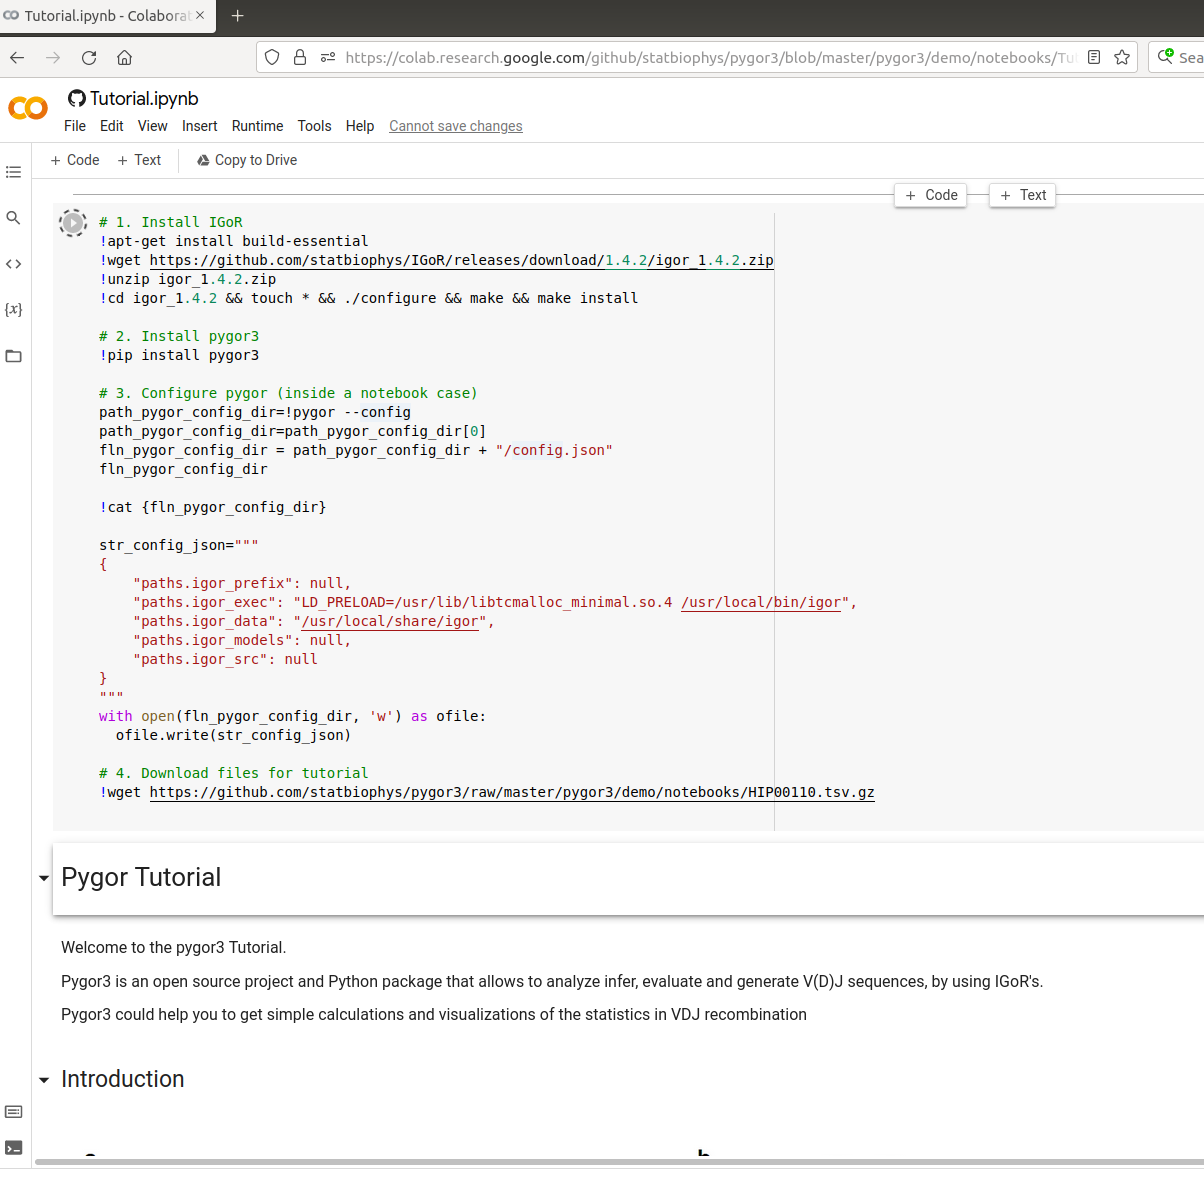 Tutorial.ipynb - Colaborat
https://colab.research.google.com/github/statbiophys/pygor3/blob/master/pygor3/demo/notebooks/Tu
Sea
Tutorial.ipynb
File Edit View Insert Runtime Tools Help Cannot save changes
+ Code + Text Copy to Drive
+ Code + Text
# 1. Install IGoR
!apt-get install build-essential
!wget https://github.com/statbiophys/IGoR/releases/download/1.4.2/igor_1.4.2.zip
!unzip igor_1.4.2.zip
!cd igor_1.4.2 && touch * && ./configure && make && make install
# 2. Install pygor3
!pip install pygor3
# 3. Configure pygor (inside a notebook case)
path_pygor_config_dir=!pygor --config
path_pygor_config_dir=path_pygor_config_dir[0]
fln_pygor_config_dir = path_pygor_config_dir + "/config.json"
fln_pygor_config_dir
!cat {fln_pygor_config_dir}
str_config_json="""
{
    "paths.igor_prefix": null,
    "paths.igor_exec": "LD_PRELOAD=/usr/lib/libtcmalloc_minimal.so.4 /usr/local/bin/igor",
    "paths.igor_data": "/usr/local/share/igor",
    "paths.igor_models": null,
    "paths.igor_src": null
}
"""
with open(fln_pygor_config_dir, 'w') as ofile:
  ofile.write(str_config_json)
# 4. Download files for tutorial
!wget https://github.com/statbiophys/pygor3/raw/master/pygor3/demo/notebooks/HIP00110.tsv.gz
Pygor Tutorial
Welcome to the pygor3 Tutorial.
Pygor3 is an open source project and Python package that allows to analyze infer, evaluate and generate V(D)J sequences, by using IGoR's.
Pygor3 could help you to get simple calculations and visualizations of the statistics in VDJ recombination
Introduction